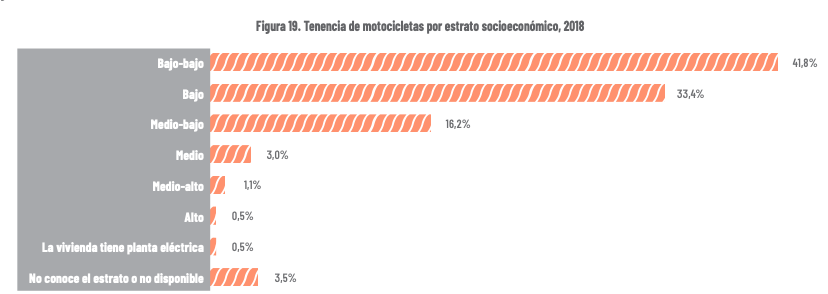 Figura 19. Tenencia de motocicletas por estrato socioeconómico, 2018
Bajo-bajo 41,8%
Bajo 33,4%
Medio-bajo 16,2%
Medio 3,0%
Medio-alto 1,1%
Alto 0,5%
La vivienda tiene planta eléctrica 0,5%
No conoce el estrato o no disponible 3,5%